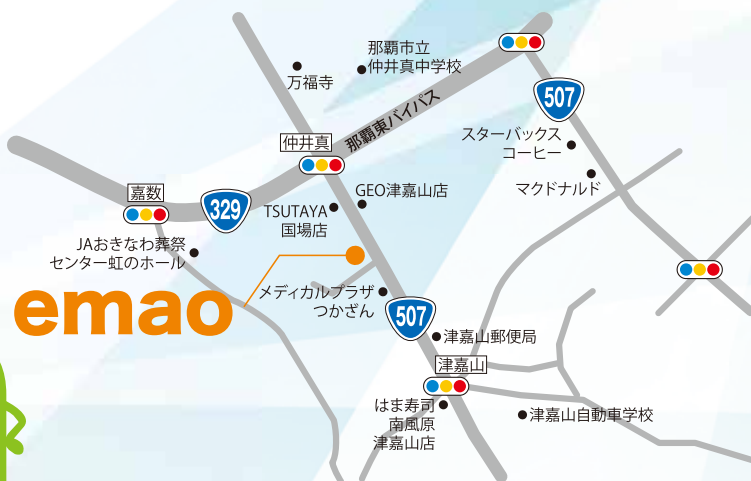 那覇市立
仲井真中学校
万福寺
507
那覇東バイパス
スターバックス
コーヒー
仲井真
マクドナルド
嘉数
GEO津嘉山店
329
TSUTAYA
国場店
JAおきなわ葬祭
センター虹のホール
emao
メディカルプラザ
つかざん
507
津嘉山郵便局
津嘉山
はま寿司
南風原
津嘉山店
津嘉山自動車学校